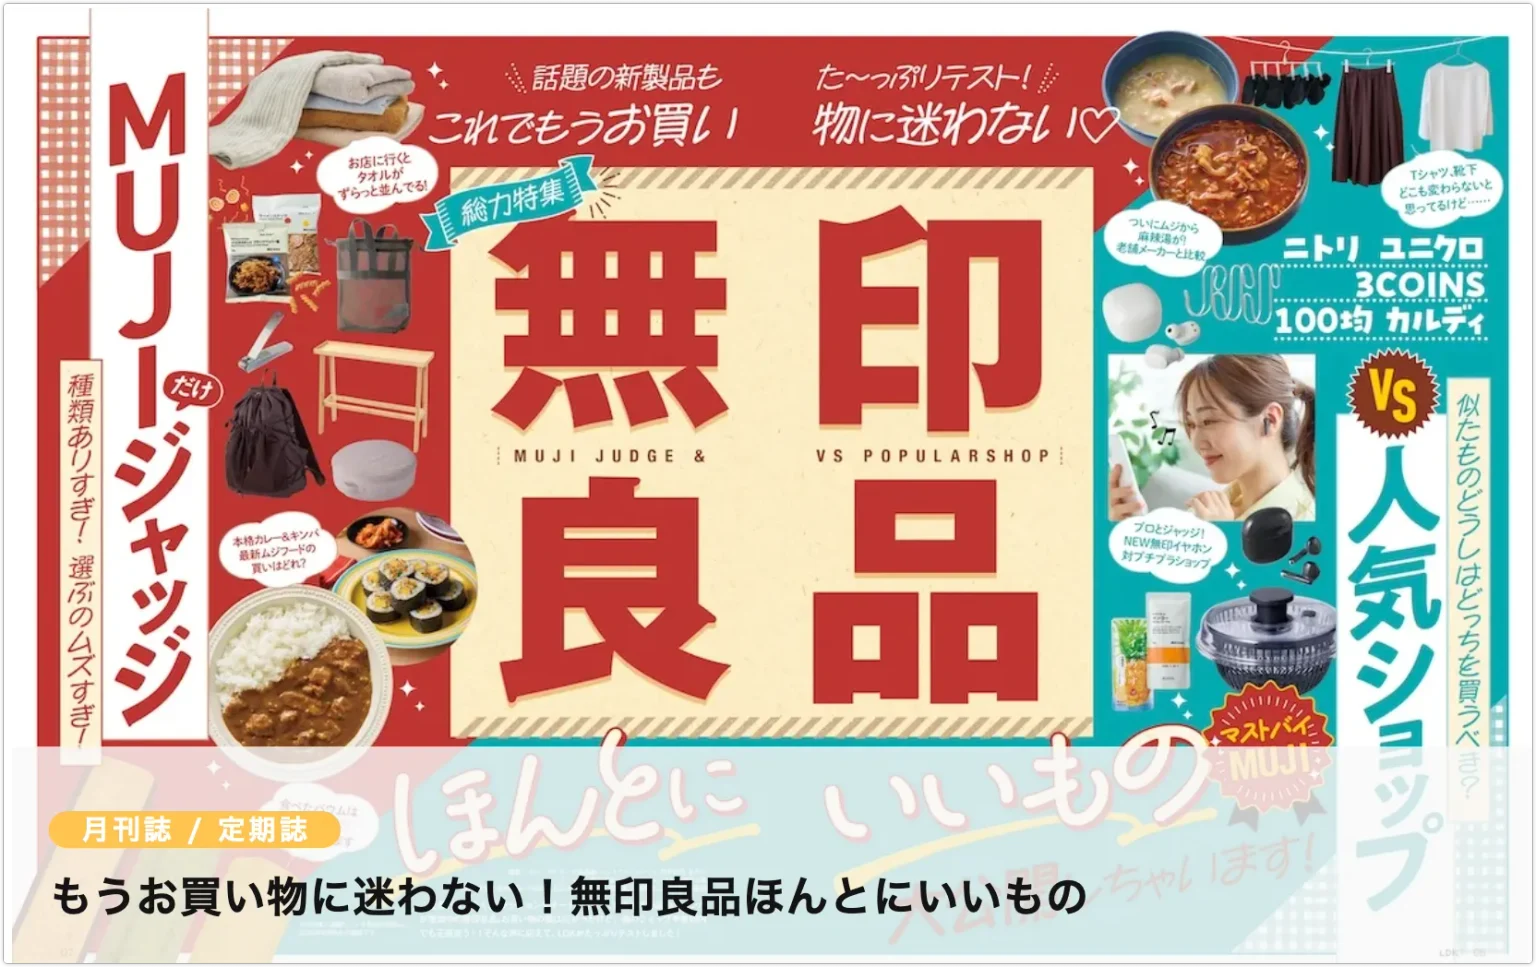 話題の新製品も
これでもうお買い
た〜っぷりテスト!
物に迷わない♡
総力特集
無印
良品
MUJI JUDGE &
VS POPULARSHOP
MUJIだけジャッジ
種類ありすぎ! 選ぶのムズすぎ!
お店に行くと
タオルが
ずらっと並んでる!
本格カレー&キンパ
最新ムジフードの
買いはどれ?
ついにムジから
麻辣湯が!
老舗メーカーと比較
Tシャツ、靴下
どこも変わらないと
思ってるけど……
ニトリ ユニクロ
3COINS
100均 カルディ
VS
人気ショップ
似たものどうしはどっちを買うべき?
プロとジャッジ!
NEW無印イヤホン
対プチプラショップ
マストバイ
MUJI
ほんとに いいもの
大公開しちゃいます!
月刊誌 / 定期誌
もうお買い物に迷わない!無印良品ほんとにいいもの